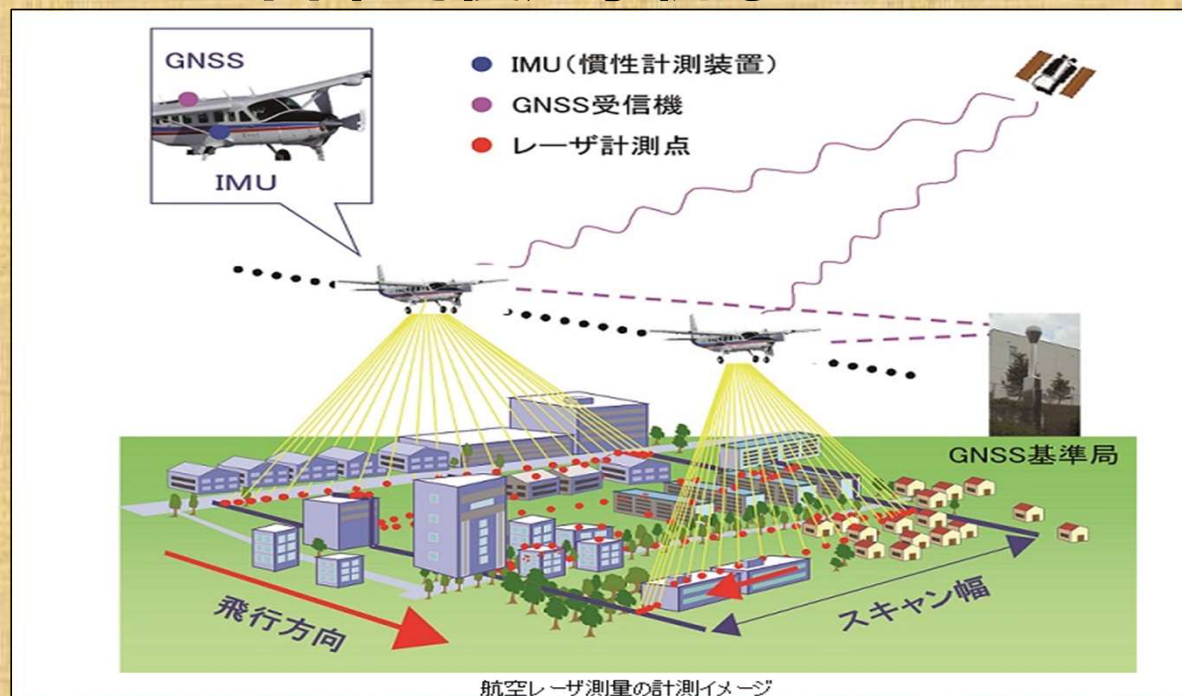 GNSS
IMU
IMU(慣性計測装置)
GNSS受信機
レーザ計測点
GNSS基準局
飛行方向
スキャン幅
航空レーザ測量の計測イメージ